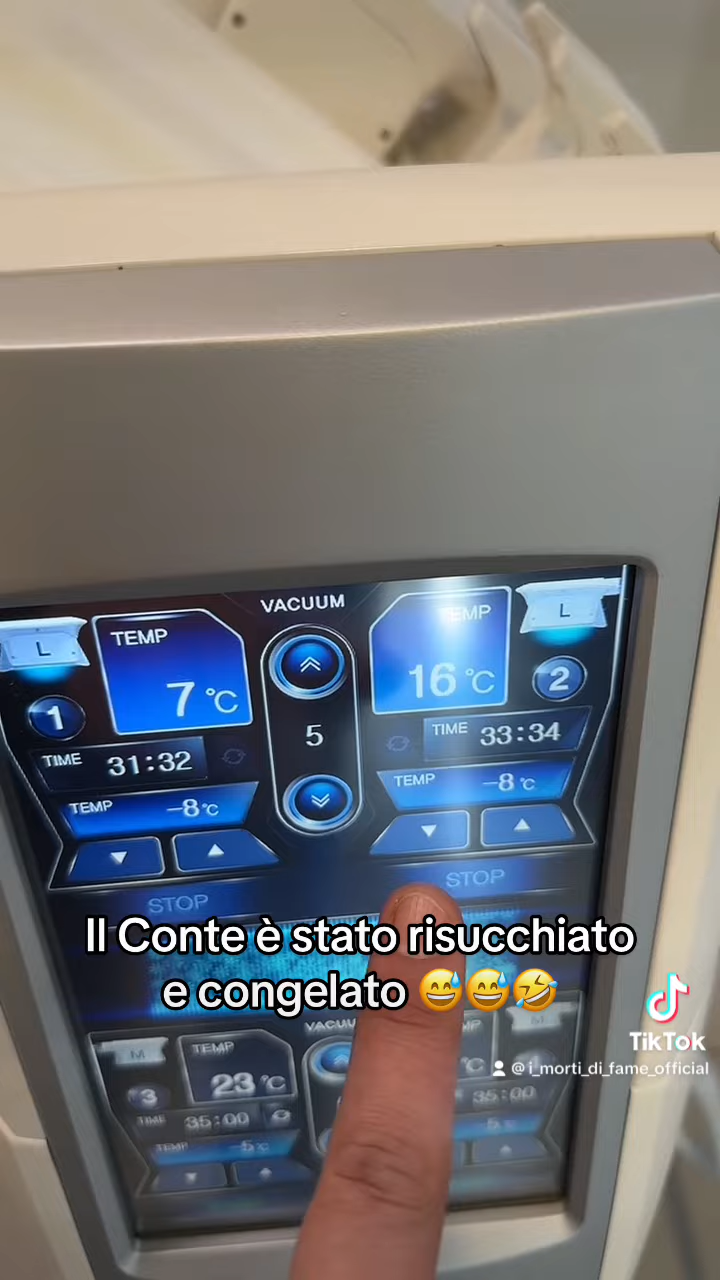 VACUUM
L
TEMP
7 °C
1
TIME 31:32
TEMP -8°C
STOP
5
TEMP
16 °C
L
2
TIME 33:34
TEMP -8°C
STOP
Il Conte è stato risucchiato
e congelato 😅😅🤣
M
TEMP
23 °C
3
TIME 35:00
TEMP -5°C
°C
M
35:00
TikTok
@i_morti_di_fame_official